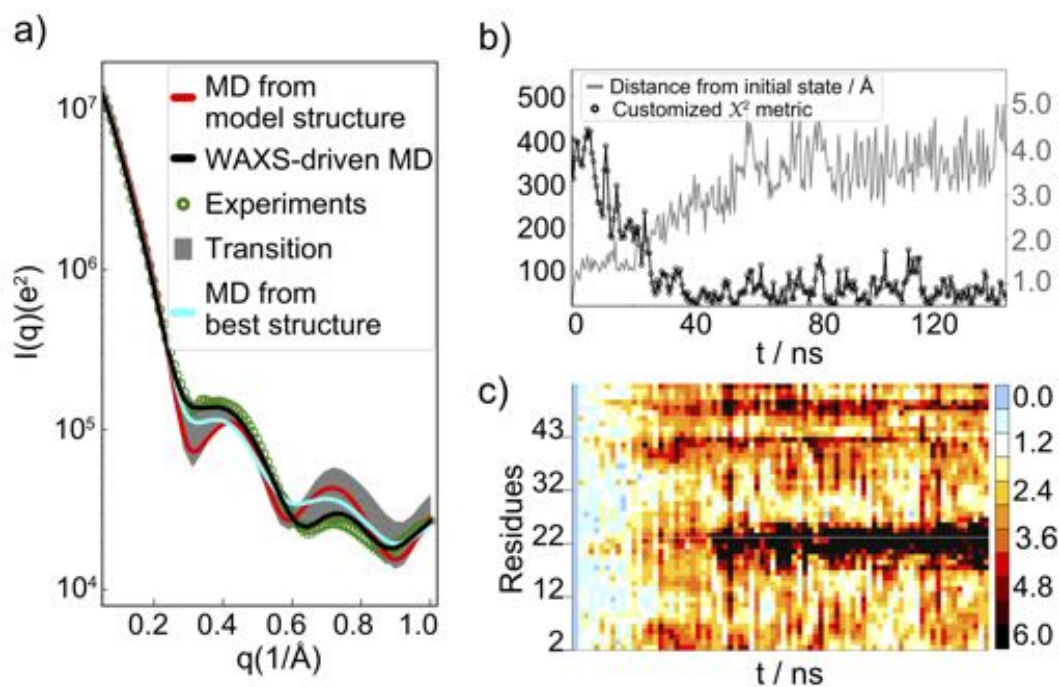 a)
10⁷
10⁶
10⁵
10⁴
I(q)(e²)
MD from
model structure
WAXS-driven MD
Experiments
Transition
MD from
best structure
0.2 0.4 0.6 0.8 1.0
q(1/Å)
b)
500
400
300
200
100
Distance from initial state / Å
Customized χ² metric
5.0
4.0
3.0
2.0
1.0
0 40 80 120
t / ns
c)
Residues
43
32
22
12
2
0.0
1.2
2.4
3.6
4.8
6.0
t / ns